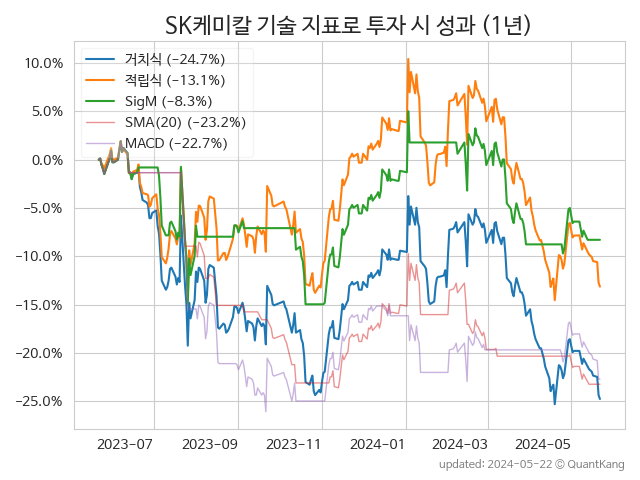 SK케미칼 기술 지표로 투자 시 성과 (1년)
거치식 (−24.7%)
적립식 (−13.1%)
SigM (−8.3%)
SMA(20) (−23.2%)
MACD (−22.7%)
10.0%
5.0%
0.0%
−5.0%
−10.0%
−15.0%
−20.0%
−25.0%
2023-07 2023-09 2023-11 2024-01 2024-03 2024-05
updated: 2024-05-22 © QuantKang